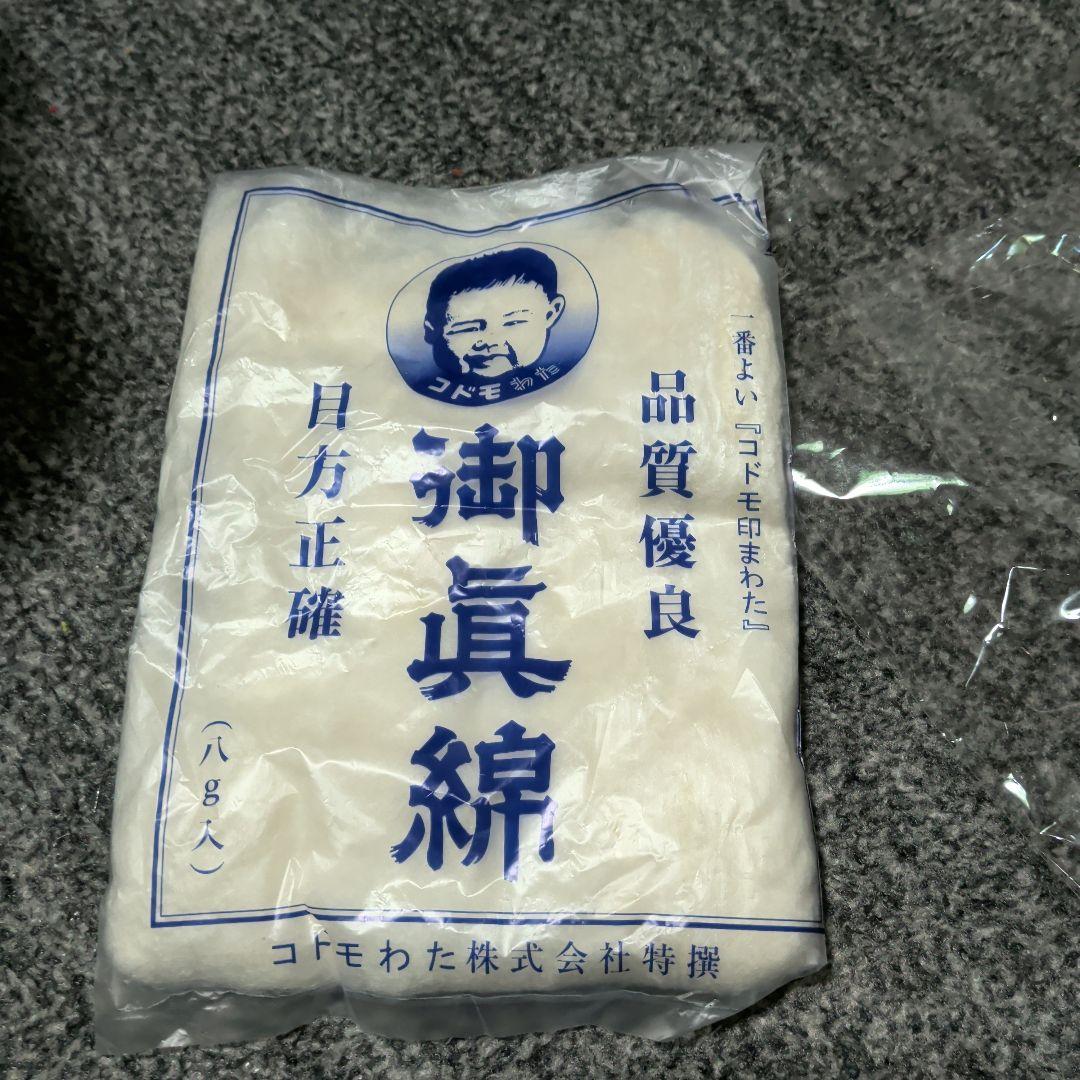 一番よい『コドモ印まわた』
品質優良
コドモわた
御眞綿
目方正確
（八g入）
コドモわた株式会社特撰